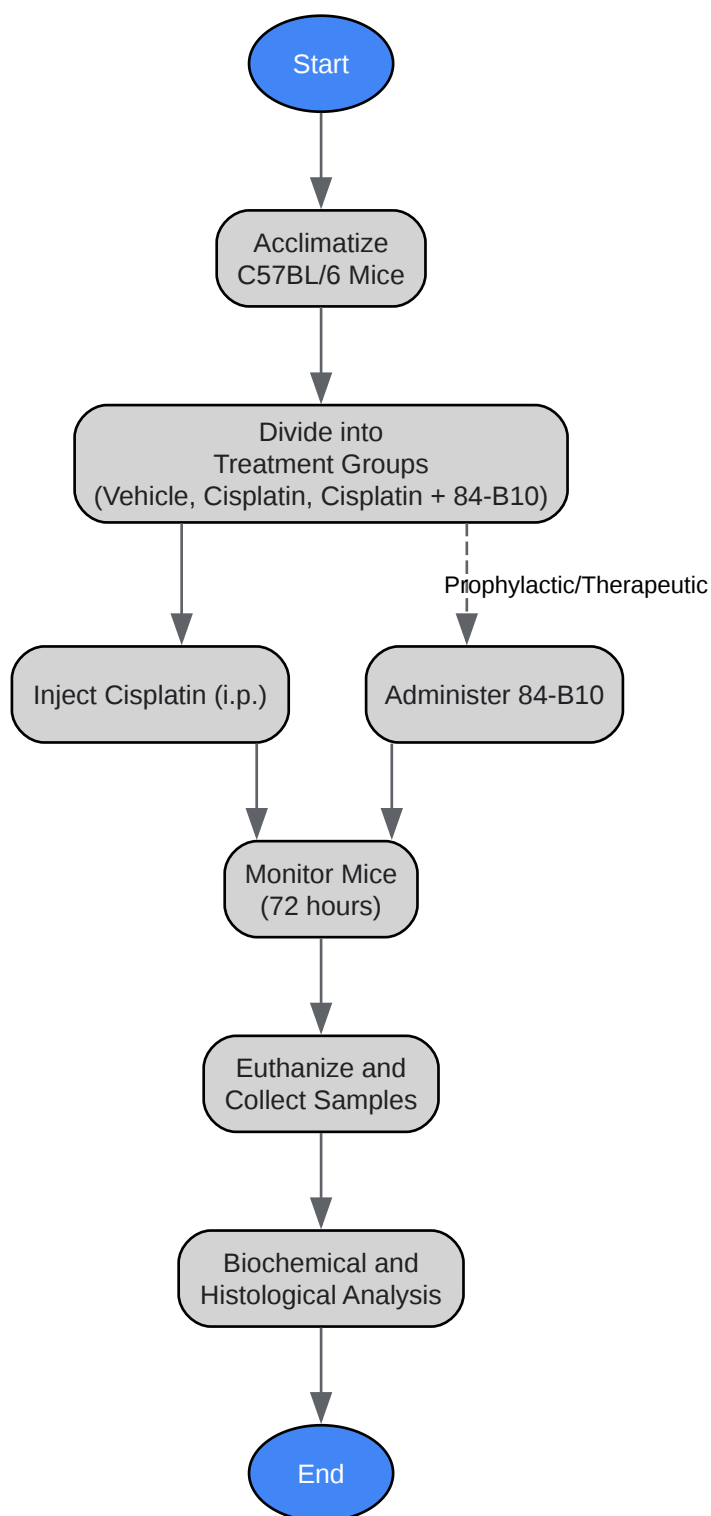 Start
Acclimatize
C57BL/6 Mice
Divide into
Treatment Groups
(Vehicle, Cisplatin, Cisplatin + 84-B10)
Prophylactic/Therapeutic
Inject Cisplatin (i.p.)
Administer 84-B10
Monitor Mice
(72 hours)
Euthanize and
Collect Samples
Biochemical and
Histological Analysis
End